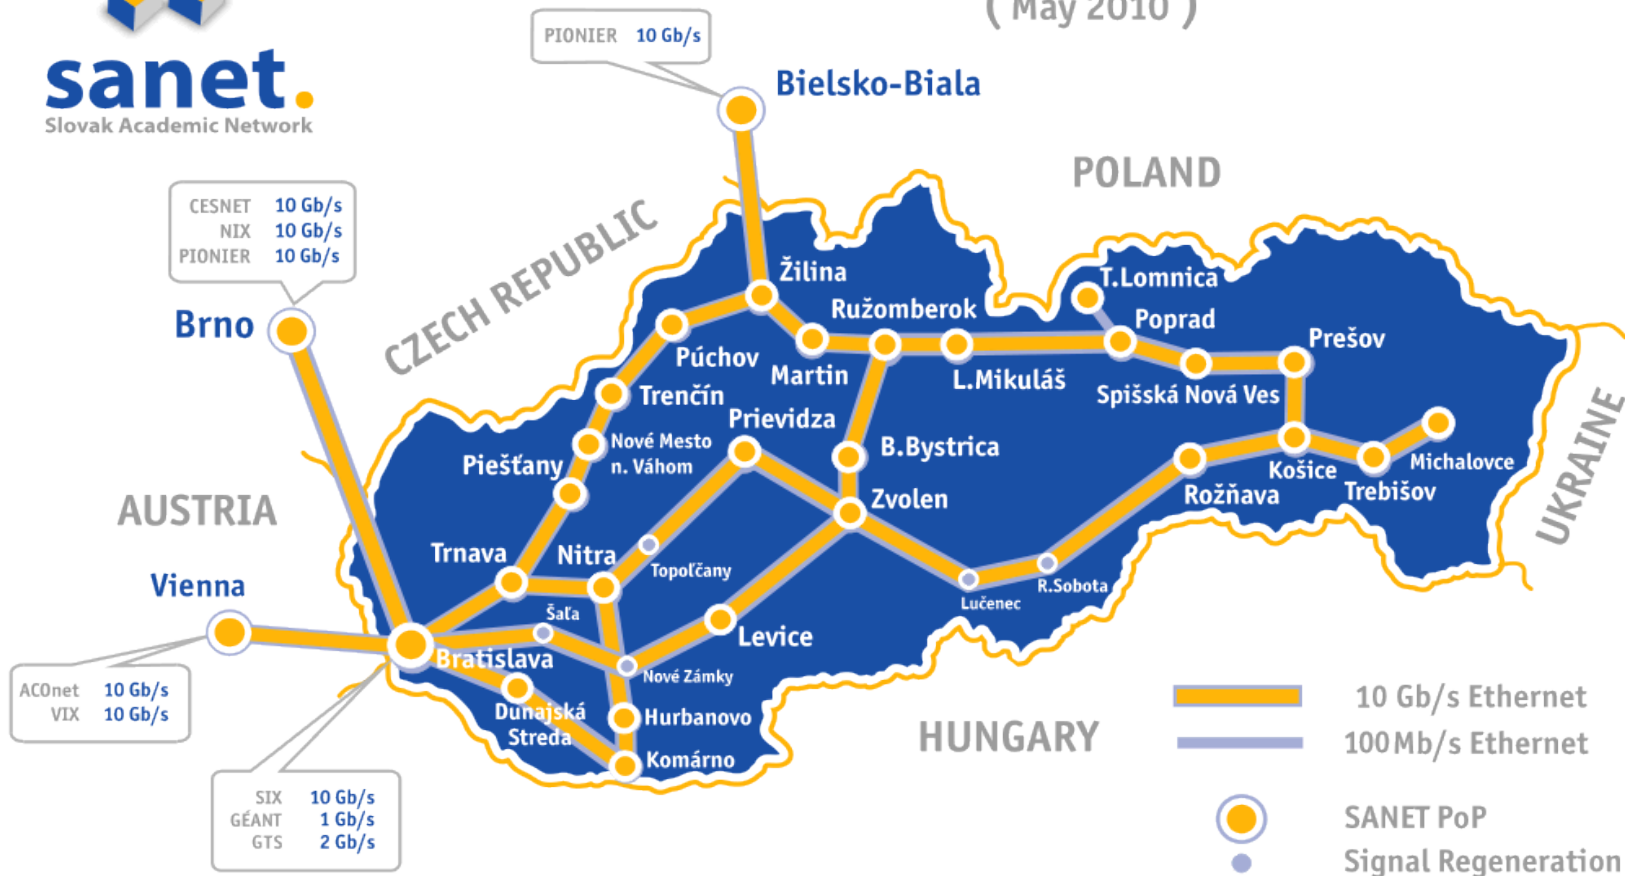 ( May 2010 )
PIONIER 10 Gb/s
Bielsko-Biala
sanet.
Slovak Academic Network
POLAND
CESNET 10 Gb/s
NIX 10 Gb/s
PIONIER 10 Gb/s
CZECH REPUBLIC
Brno
Žilina
T.Lomnica
Ružomberok
Poprad
Prešov
Púchov
Martin
L.Mikuláš
Spišská Nová Ves
Trenčín
Prievidza
UKRAINE
Nové Mesto
n. Váhom
B.Bystrica
Piešťany
Košice
Michalovce
Rožňava
Trebišov
AUSTRIA
Zvolen
Trnava
Nitra
Topoľčany
Vienna
Šaľa
Lučenec
R.Sobota
Levice
Bratislava
Nové Zámky
ACOnet 10 Gb/s
VIX 10 Gb/s
Dunajská
Streda
Hurbanovo
Komárno
HUNGARY
10 Gb/s Ethernet
100Mb/s Ethernet
SIX 10 Gb/s
GÉANT 1 Gb/s
GTS 2 Gb/s
SANET PoP
Signal Regeneration